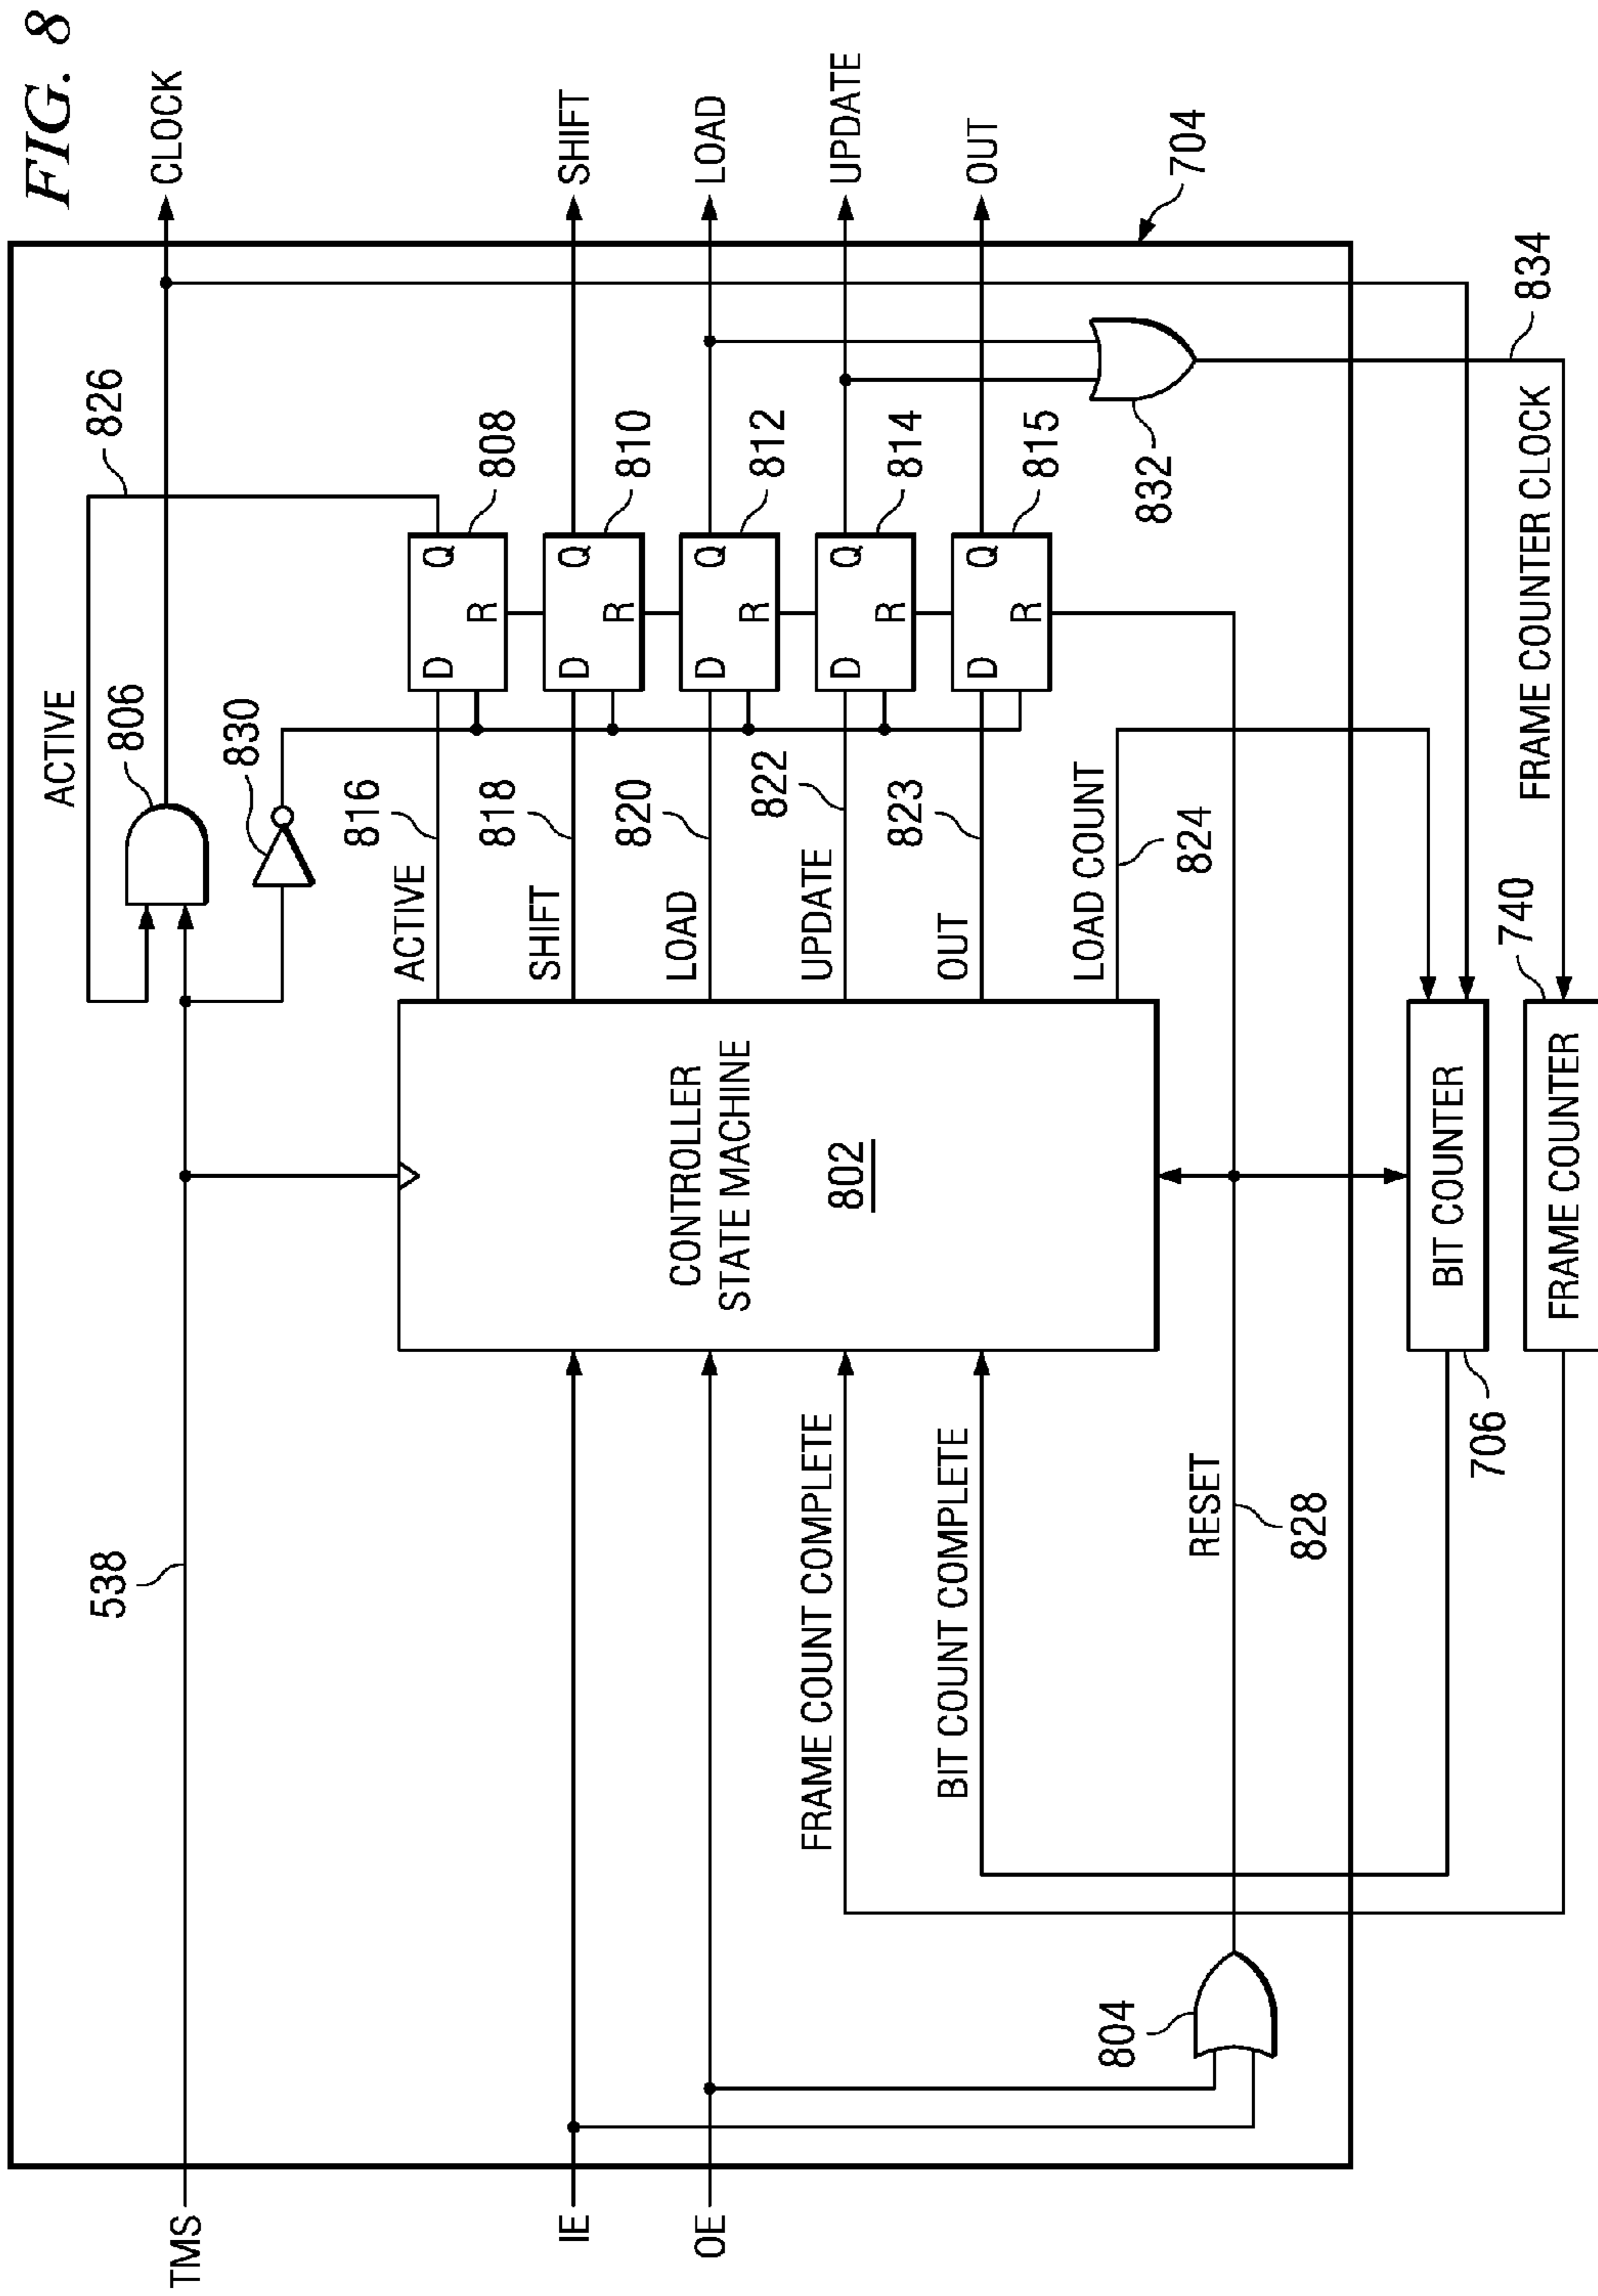 FIG. 8
826
ACTIVE
806
CLOCK
538
830
TMS
816
808
ACTIVE
D
Q
R
818
810
IE
SHIFT
D
Q
R
SHIFT
820
812
OE
LOAD
D
Q
R
LOAD
CONTROLLER
STATE MACHINE
802
822
814
FRAME COUNT COMPLETE
UPDATE
D
Q
R
UPDATE
823
815
BIT COUNT COMPLETE
OUT
D
Q
R
OUT
804
LOAD COUNT
832
824
704
RESET
828
BIT COUNTER
706
740
FRAME COUNTER CLOCK
834
FRAME COUNTER